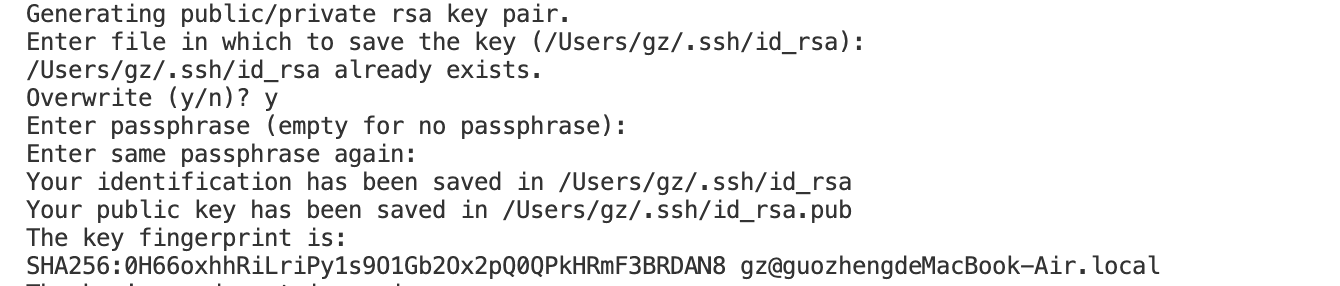 Generating public/private rsa key pair.
Enter file in which to save the key (/Users/gz/.ssh/id_rsa):
/Users/gz/.ssh/id_rsa already exists.
Overwrite (y/n)? y
Enter passphrase (empty for no passphrase):
Enter same passphrase again:
Your identification has been saved in /Users/gz/.ssh/id_rsa
Your public key has been saved in /Users/gz/.ssh/id_rsa.pub
The key fingerprint is:
SHA256:0H66oxhhRiLriPy1s9O1Gb2Ox2pQ0QPkHRmF3BRDAN8 gz@guozhengdeMacBook-Air.local